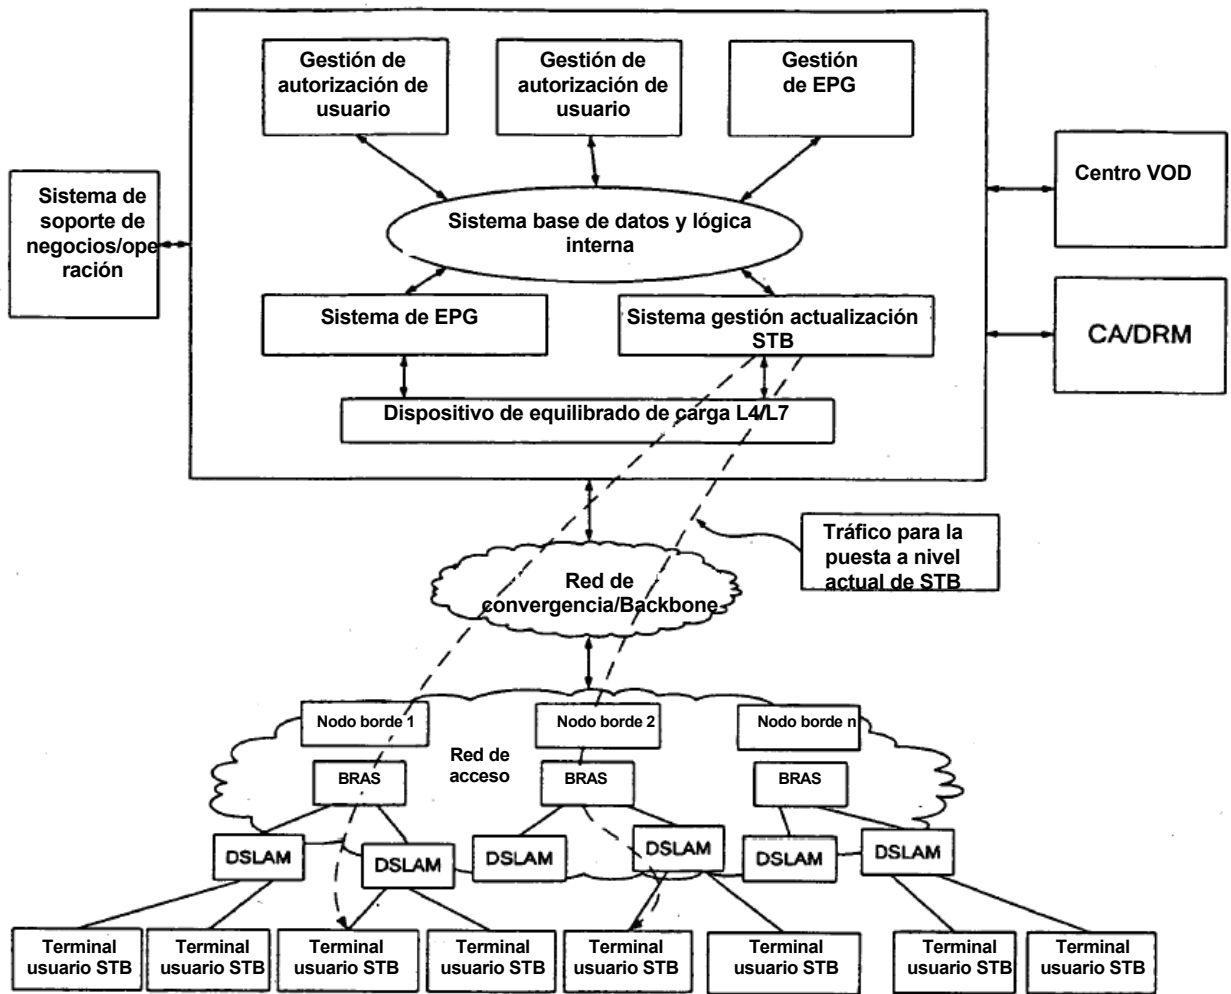 Gestión de
autorización de
usuario
Gestión de
autorización de
usuario
Gestión
de EPG
Sistema de
soporte de
negocios/ope
ración
Sistema base de datos y lógica
interna
Centro VOD
CA/DRM
Sistema de EPG
Sistema gestión actualización
STB
Dispositivo de equilibrado de carga L4/L7
Tráfico para la
puesta a nivel
actual de STB
Red de
convergencia/Backbone
Nodo borde 1
Nodo borde 2
Nodo borde n
Red de
acceso
BRAS
BRAS
BRAS
DSLAM
DSLAM
DSLAM
DSLAM
DSLAM
DSLAM
Terminal
usuario STB
Terminal
usuario STB
Terminal
usuario STB
Terminal
usuario STB
Terminal
usuario STB
Terminal
usuario STB
Terminal
usuario STB
Terminal
usuario STB